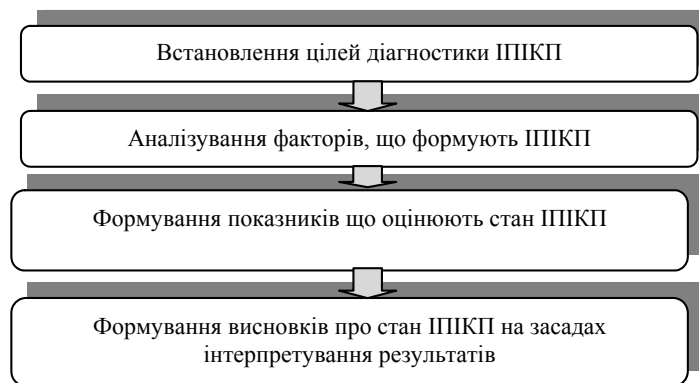 Встановлення цілей діагностики ІПІКП
Аналізування факторів, що формують ІПІКП
Формування показників що оцінюють стан ІПІКП
Формування висновків про стан ІПІКП на засадах
інтерпретування результатів